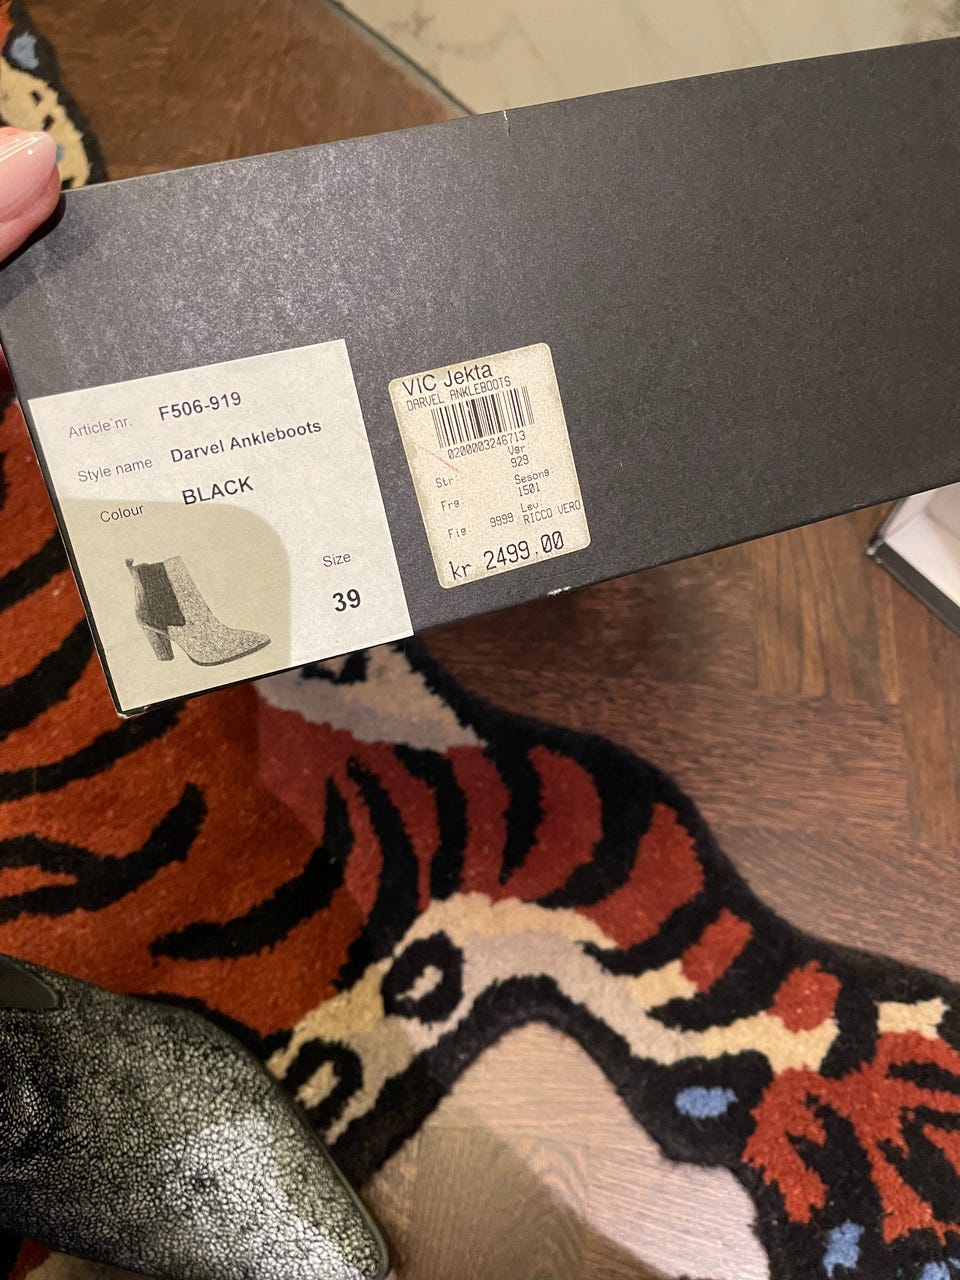 Article nr. F506-919
Style name Darvel Ankleboots
Colour BLACK
Size
39
VIC Jekta
DARVEL ANKLEBOOTS
0200003246713
Vgr:
Str: 929
Sesong:
Frg: 1501
Lev:
Fig: 9999 RICCO VERO
kr 2499.00